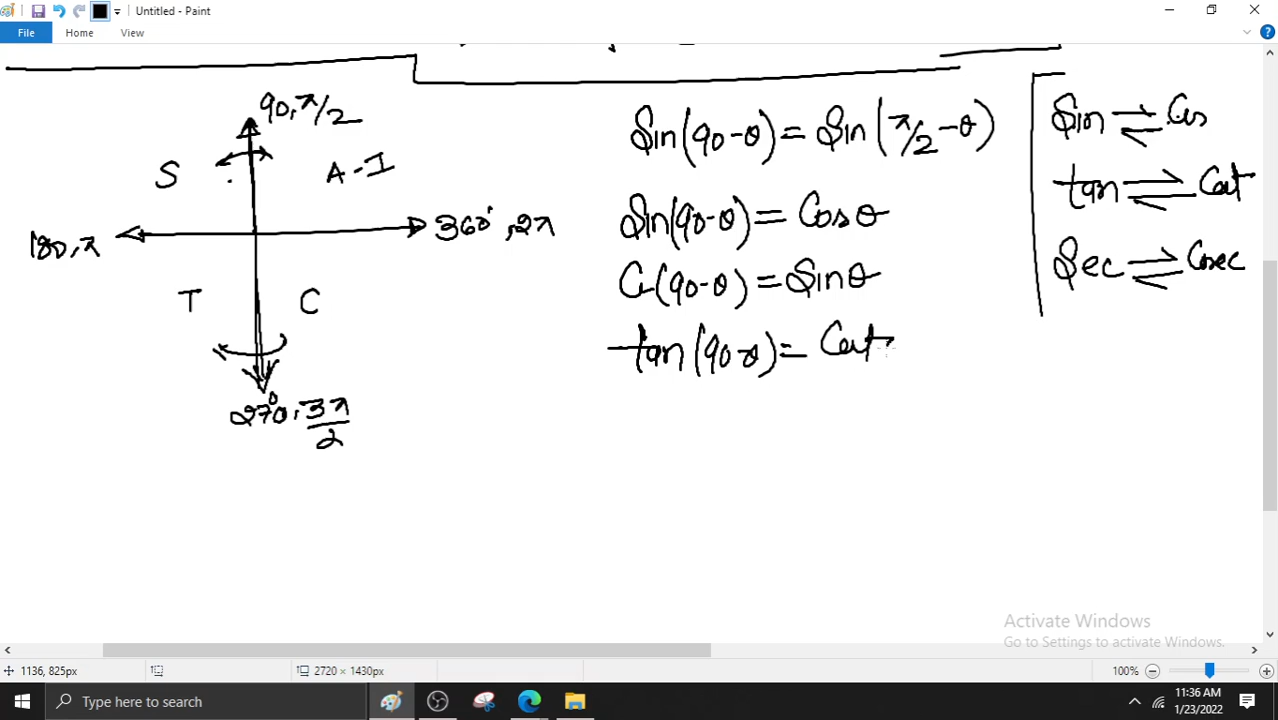 Untitled - Paint
File Home View
90, π/2
S A-I
180, π 360°, 2π
T C
270°, 3π/2
Sin(90-θ) = Sin(π/2-θ)
Sin(90-θ) = Cosθ
C(90-θ) = Sinθ
tan(90-θ) = Cot
Sin ⇌ Cos
tan ⇌ Cot
Sec ⇌ Cosec
Activate Windows
Go to Settings to activate Windows.
1136, 825px 2720 × 1430px 100%
Type here to search
11:36 AM
1/23/2022